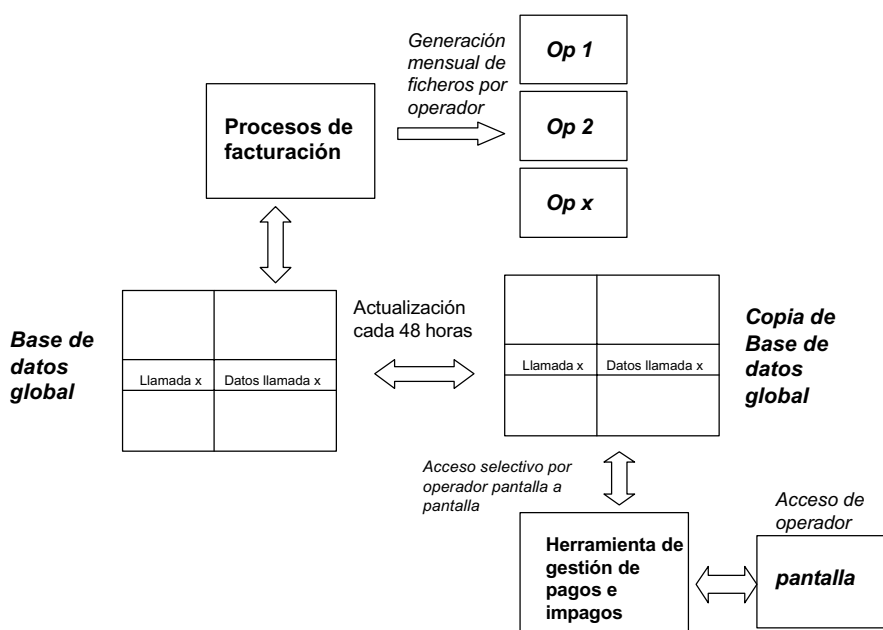 Generación
mensual de
ficheros por
operador
Op 1
Op 2
Op x
Procesos de
facturación
Base de
datos
global
Llamada x
Datos llamada x
Actualización
cada 48 horas
Llamada x
Datos llamada x
Copia de
Base de
datos
global
Acceso selectivo por
operador pantalla a
pantalla
Herramienta de
gestión de
pagos e
impagos
Acceso de
operador
pantalla